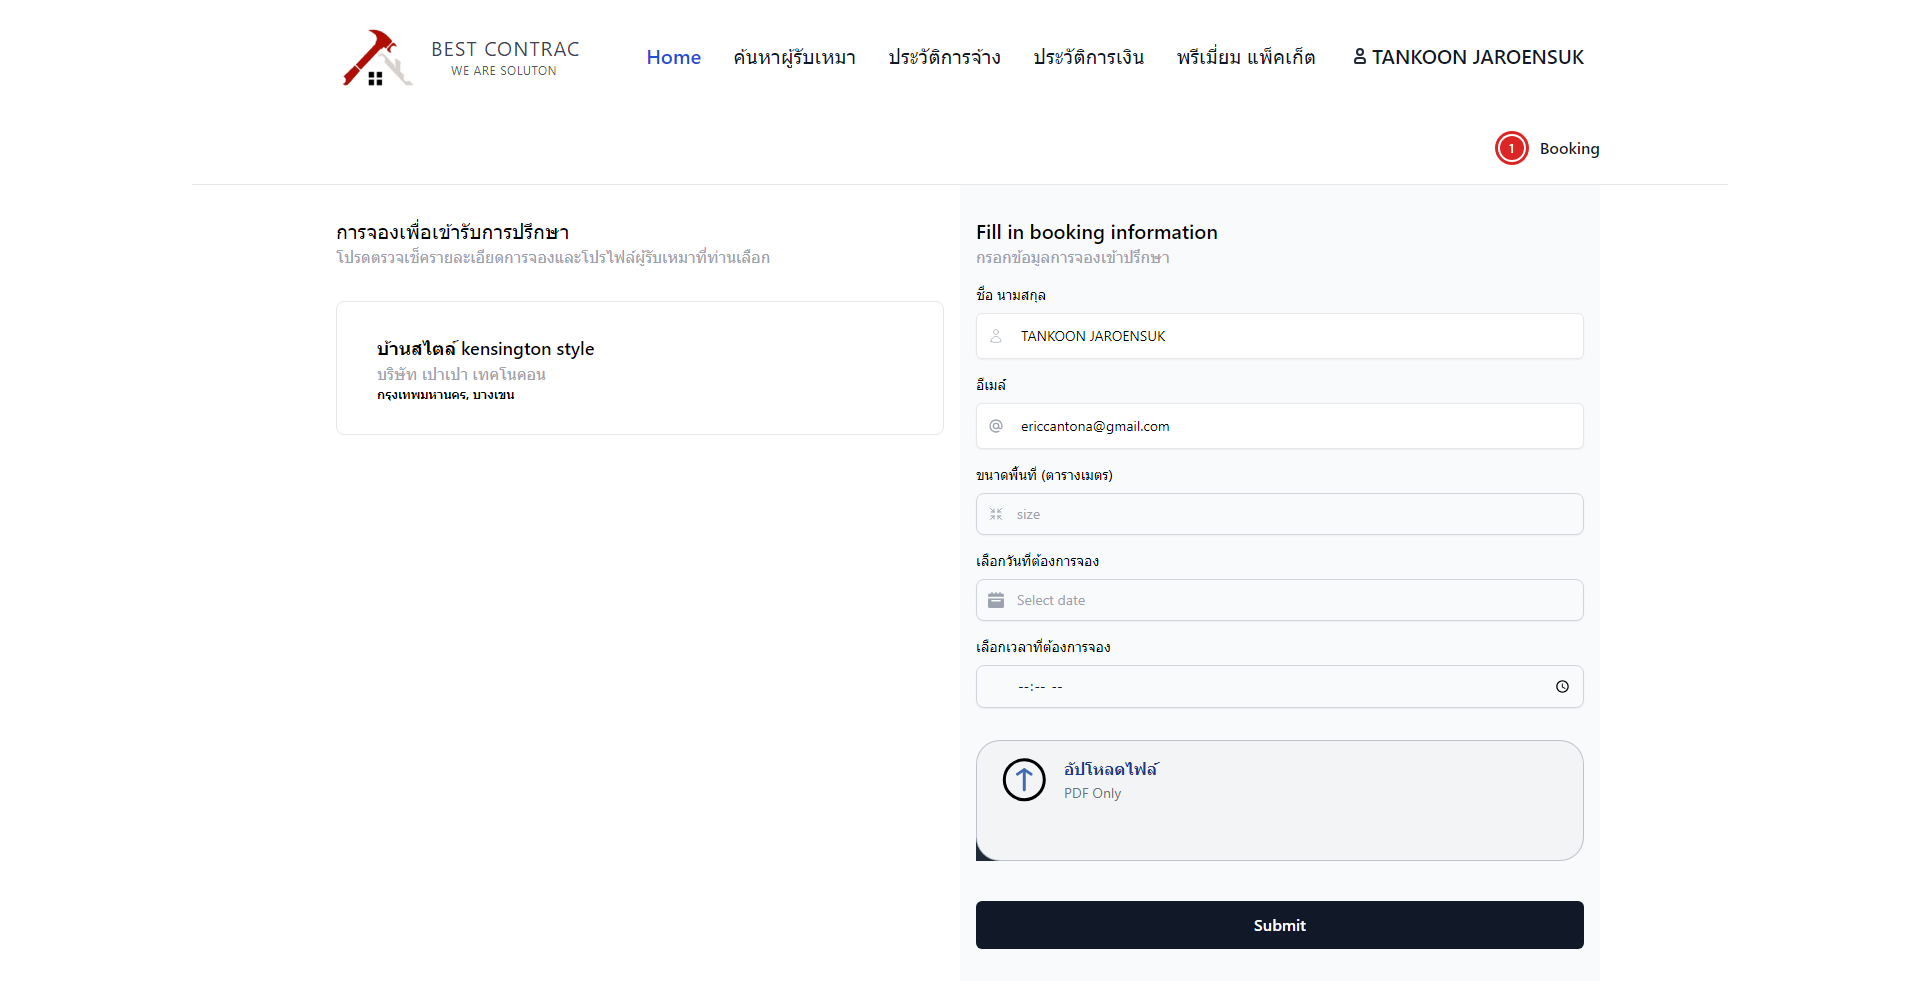 BEST CONTRAC
WE ARE SOLUTON
Home
ค้นหาผู้รับเหมา
ประวัติการจ้าง
ประวัติการเงิน
พรีเมี่ยม แพ็คเก็ต
TANKOON JAROENSUK
1
Booking
การจองเพื่อเข้ารับการปรึกษา
โปรดตรวจเช็ครายละเอียดการจองและโปรไฟล์ผู้รับเหมาที่ท่านเลือก
บ้านสไตล์ kensington style
บริษัท เปาเปา เทคโนคอน
กรุงเทพมหานคร, บางเขน
Fill in booking information
กรอกข้อมูลการจองเข้าปรึกษา
ชื่อ นามสกุล
TANKOON JAROENSUK
อีเมล์
ericcantona@gmail.com
ขนาดพื้นที่ (ตารางเมตร)
size
เลือกวันที่ต้องการจอง
Select date
เลือกเวลาที่ต้องการจอง
--:-- --
อัปโหลดไฟล์
PDF Only
Submit